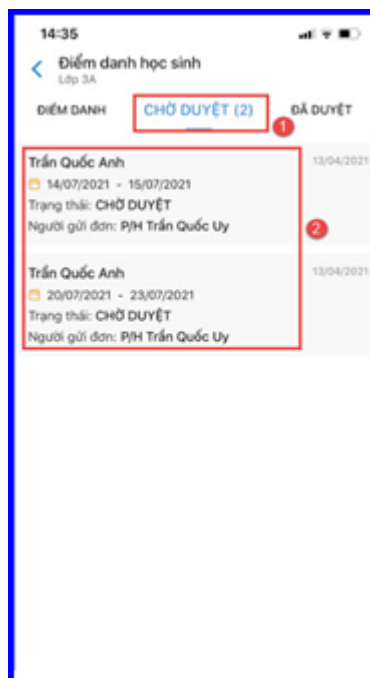 14:35
Điểm danh học sinh
Lớp 3A
ĐIỂM DANH CHỜ DUYỆT (2) ĐÃ DUYỆT
1
Trần Quốc Anh 13/04/2021
14/07/2021 - 15/07/2021
Trạng thái: CHỜ DUYỆT
Người gửi đơn: P/H Trần Quốc Uy
2
Trần Quốc Anh 13/04/2021
20/07/2021 - 23/07/2021
Trạng thái: CHỜ DUYỆT
Người gửi đơn: P/H Trần Quốc Uy